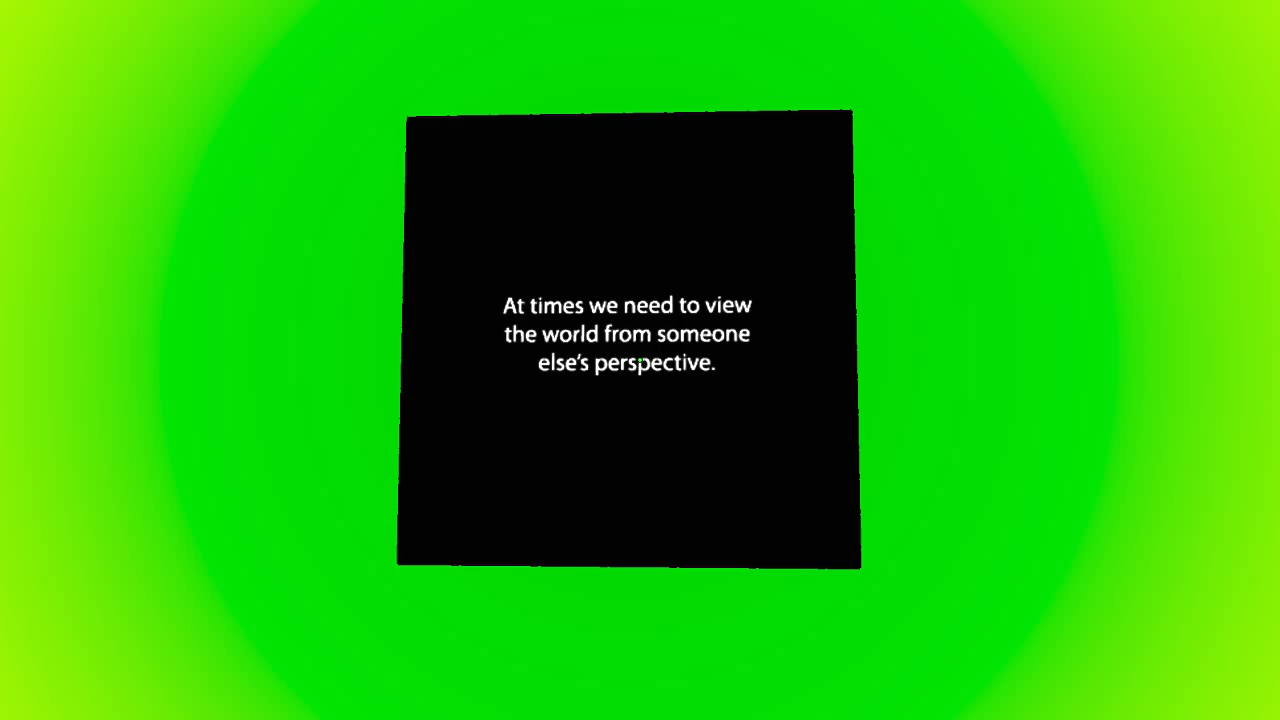 At times we need to view
the world from someone
else’s perspective.